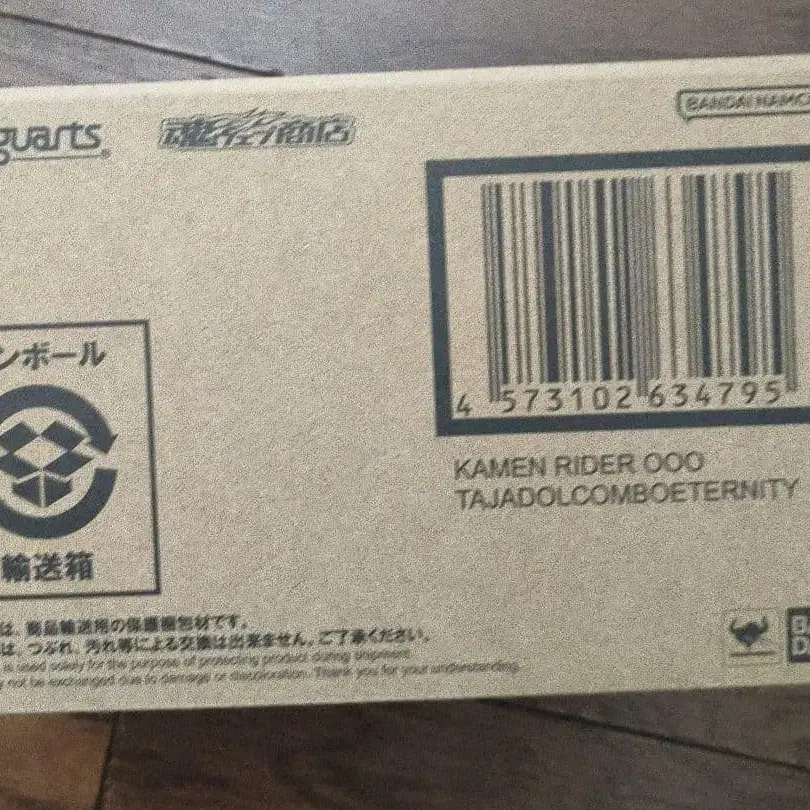 guarts
魂ウェブ商店
BANDAI NAMCO
4 573102 634795
KAMEN RIDER OOO
TAJADOLCOMBOETERNITY
ンボール
輸送箱
は、商品輸送用の保護梱包材です。
は、つぶれ、汚れ等による交換は出来ません。ご了承ください。
is used solely for the purpose of protecting product during shipment.
not be exchanged due to damage or discoloration. Thank you for your understanding.